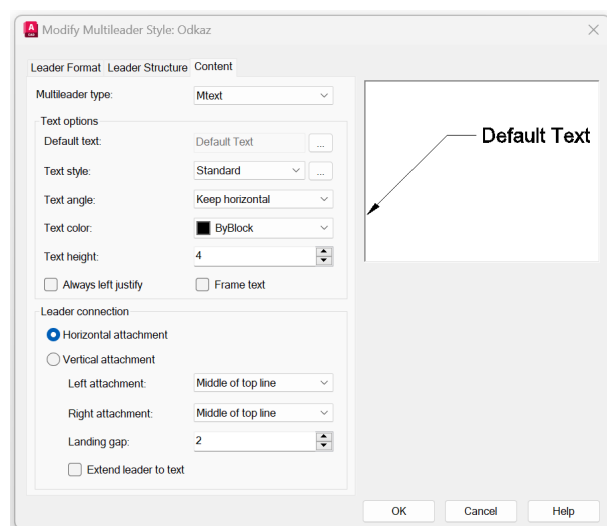 Modify Multileader Style: Odkaz
Leader Format Leader Structure Content
Multileader type: Mtext
Text options
Default text: Default Text ...
Text style: Standard ...
Text angle: Keep horizontal
Text color: ByBlock
Text height: 4
Always left justify Frame text
Leader connection
Horizontal attachment
Vertical attachment
Left attachment: Middle of top line
Right attachment: Middle of top line
Landing gap: 2
Extend leader to text
Default Text
OK Cancel Help